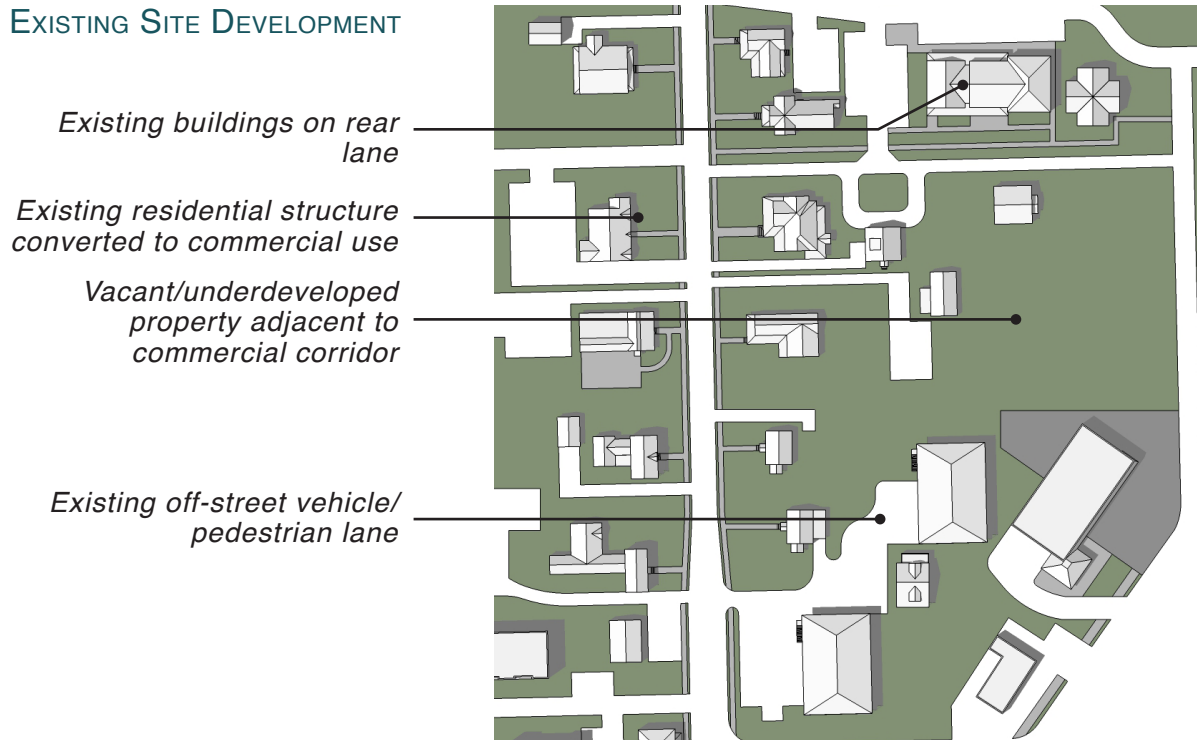 EXISTING SITE DEVELOPMENT
Existing buildings on rear
lane
Existing residential structure
converted to commercial use
Vacant/underdeveloped
property adjacent to
commercial corridor
Existing off-street vehicle/
pedestrian lane